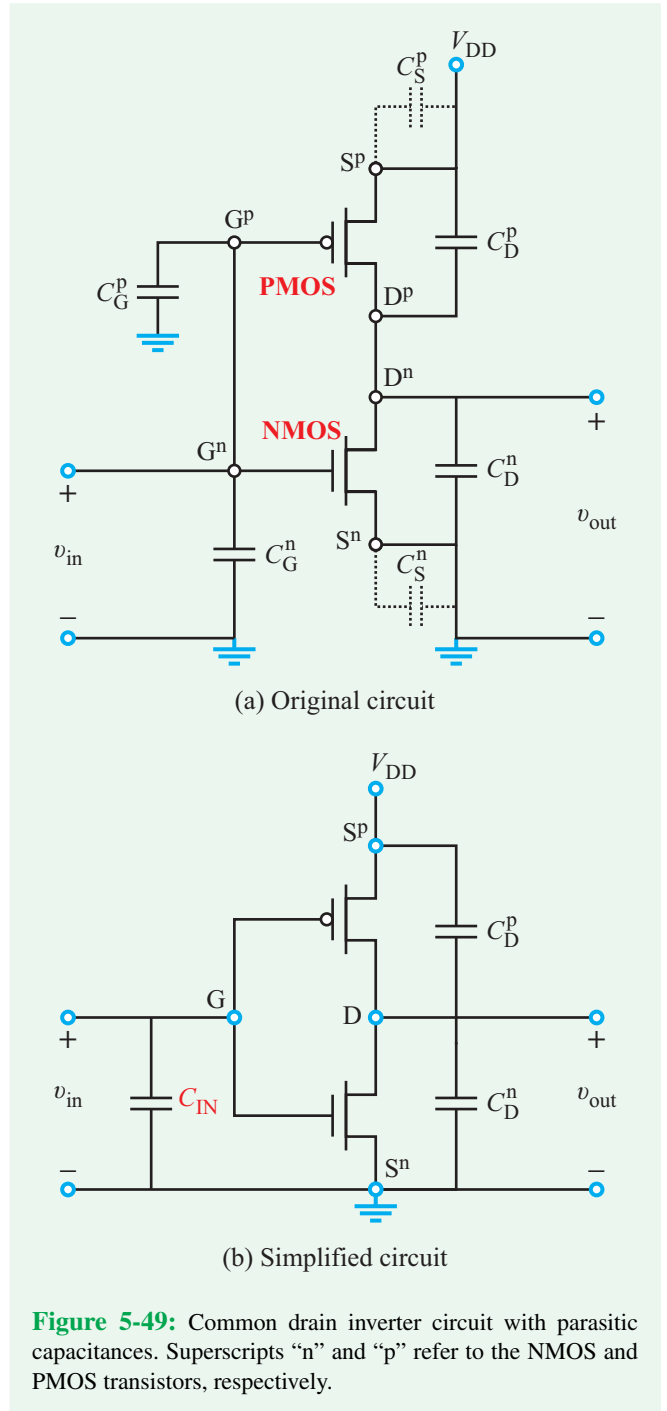 V_DD
C_S^p
S^p
G^p
C_D^p
C_G^p
PMOS
D^p
D^n
NMOS
G^n
+
+
C_D^n
v_in
C_G^n
S^n
C_S^n
v_out
−
−
(a) Original circuit
V_DD
S^p
C_D^p
G
D
+
+
v_in
C_IN
C_D^n
v_out
S^n
−
−
(b) Simplified circuit
Figure 5-49: Common drain inverter circuit with parasitic
capacitances. Superscripts “n” and “p” refer to the NMOS and
PMOS transistors, respectively.